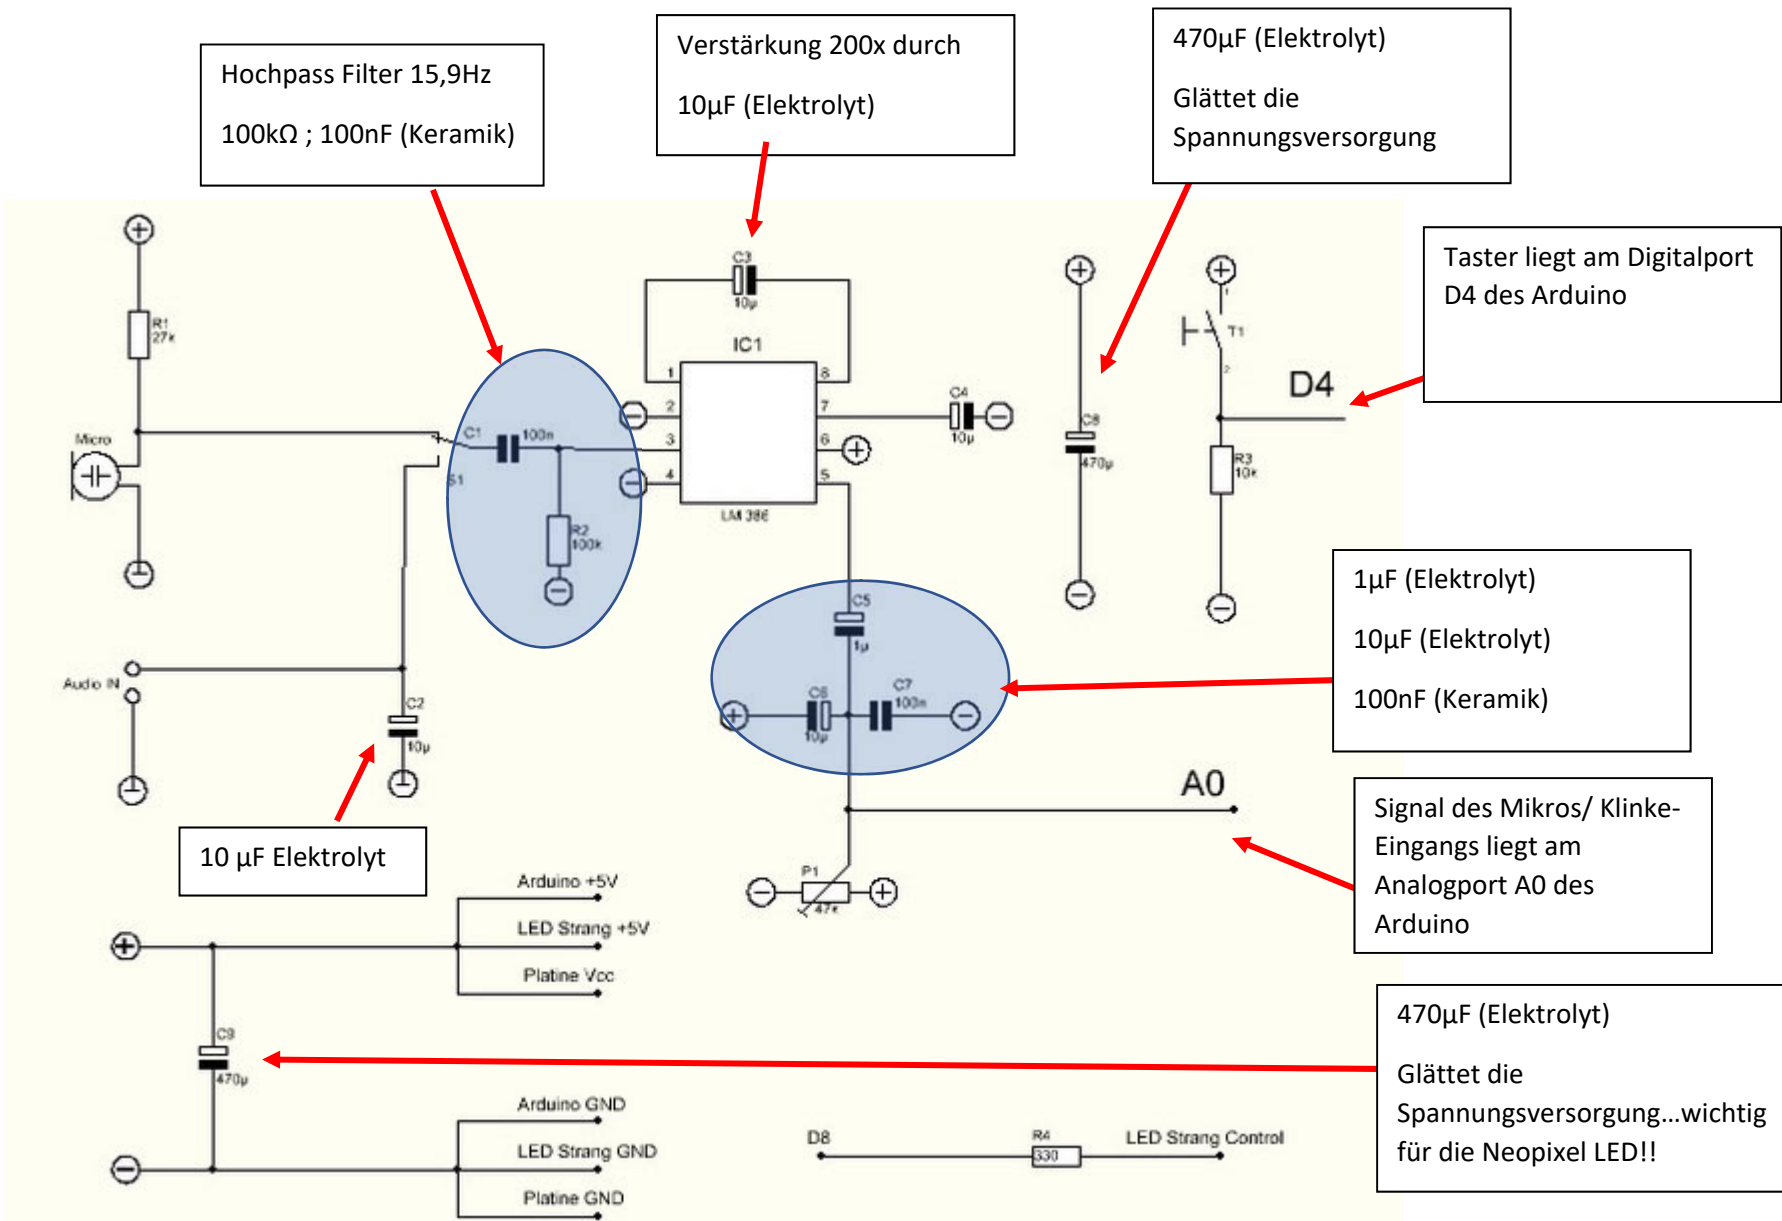 Hochpass Filter 15,9Hz
100kΩ ; 100nF (Keramik)
Verstärkung 200x durch
10µF (Elektrolyt)
470µF (Elektrolyt)
Glättet die
Spannungsversorgung
Taster liegt am Digitalport
D4 des Arduino
R1
27k
Micro
S1
C1
100n
R2
100k
C3
10µ
IC1
1
2
3
4
8
7
6
5
LM 386
C4
10µ
C8
470µ
1
T1
2
D4
R3
10k
1µF (Elektrolyt)
10µF (Elektrolyt)
100nF (Keramik)
C5
1µ
C6
10µ
C7
100n
Audio IN
C2
10µ
10 µF Elektrolyt
A0
Signal des Mikros/ Klinke-
Eingangs liegt am
Analogport A0 des
Arduino
P1
47k
Arduino +5V
LED Strang +5V
Platine Vcc
C9
470µ
470µF (Elektrolyt)
Glättet die
Spannungsversorgung...wichtig
für die Neopixel LED!!
Arduino GND
LED Strang GND
Platine GND
D8
R4
330
LED Strang Control